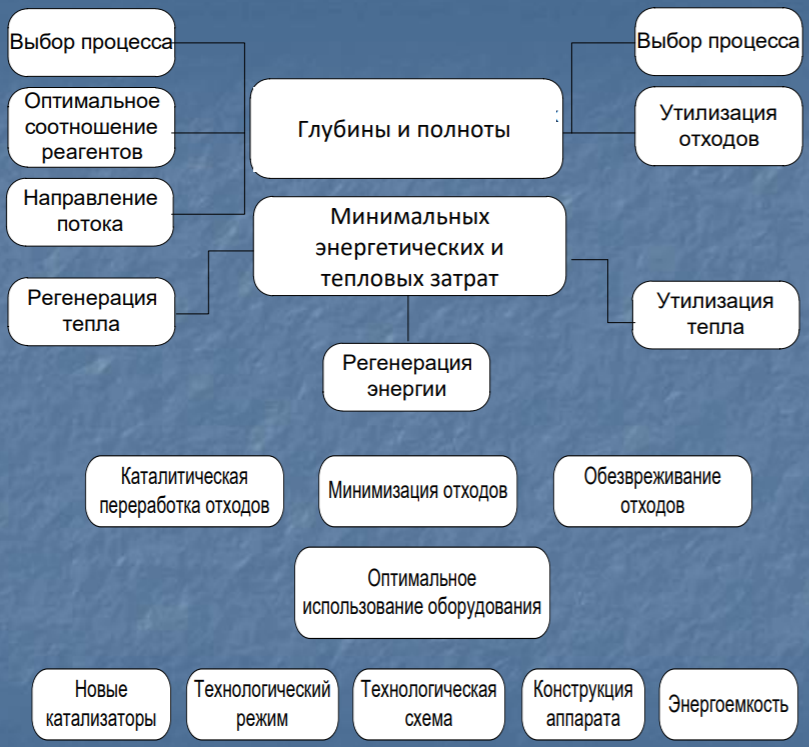 Выбор процесса
Выбор процесса
Оптимальное
соотношение
реагентов
Глубины и полноты
Утилизация
отходов
Направление
потока
Минимальных
энергетических и
тепловых затрат
Регенерация
тепла
Утилизация
тепла
Регенерация
энергии
Каталитическая
переработка отходов
Минимизация отходов
Обезвреживание
отходов
Оптимальное
использование оборудования
Новые
катализаторы
Технологический
режим
Технологическая
схема
Конструкция
аппарата
Энергоемкость